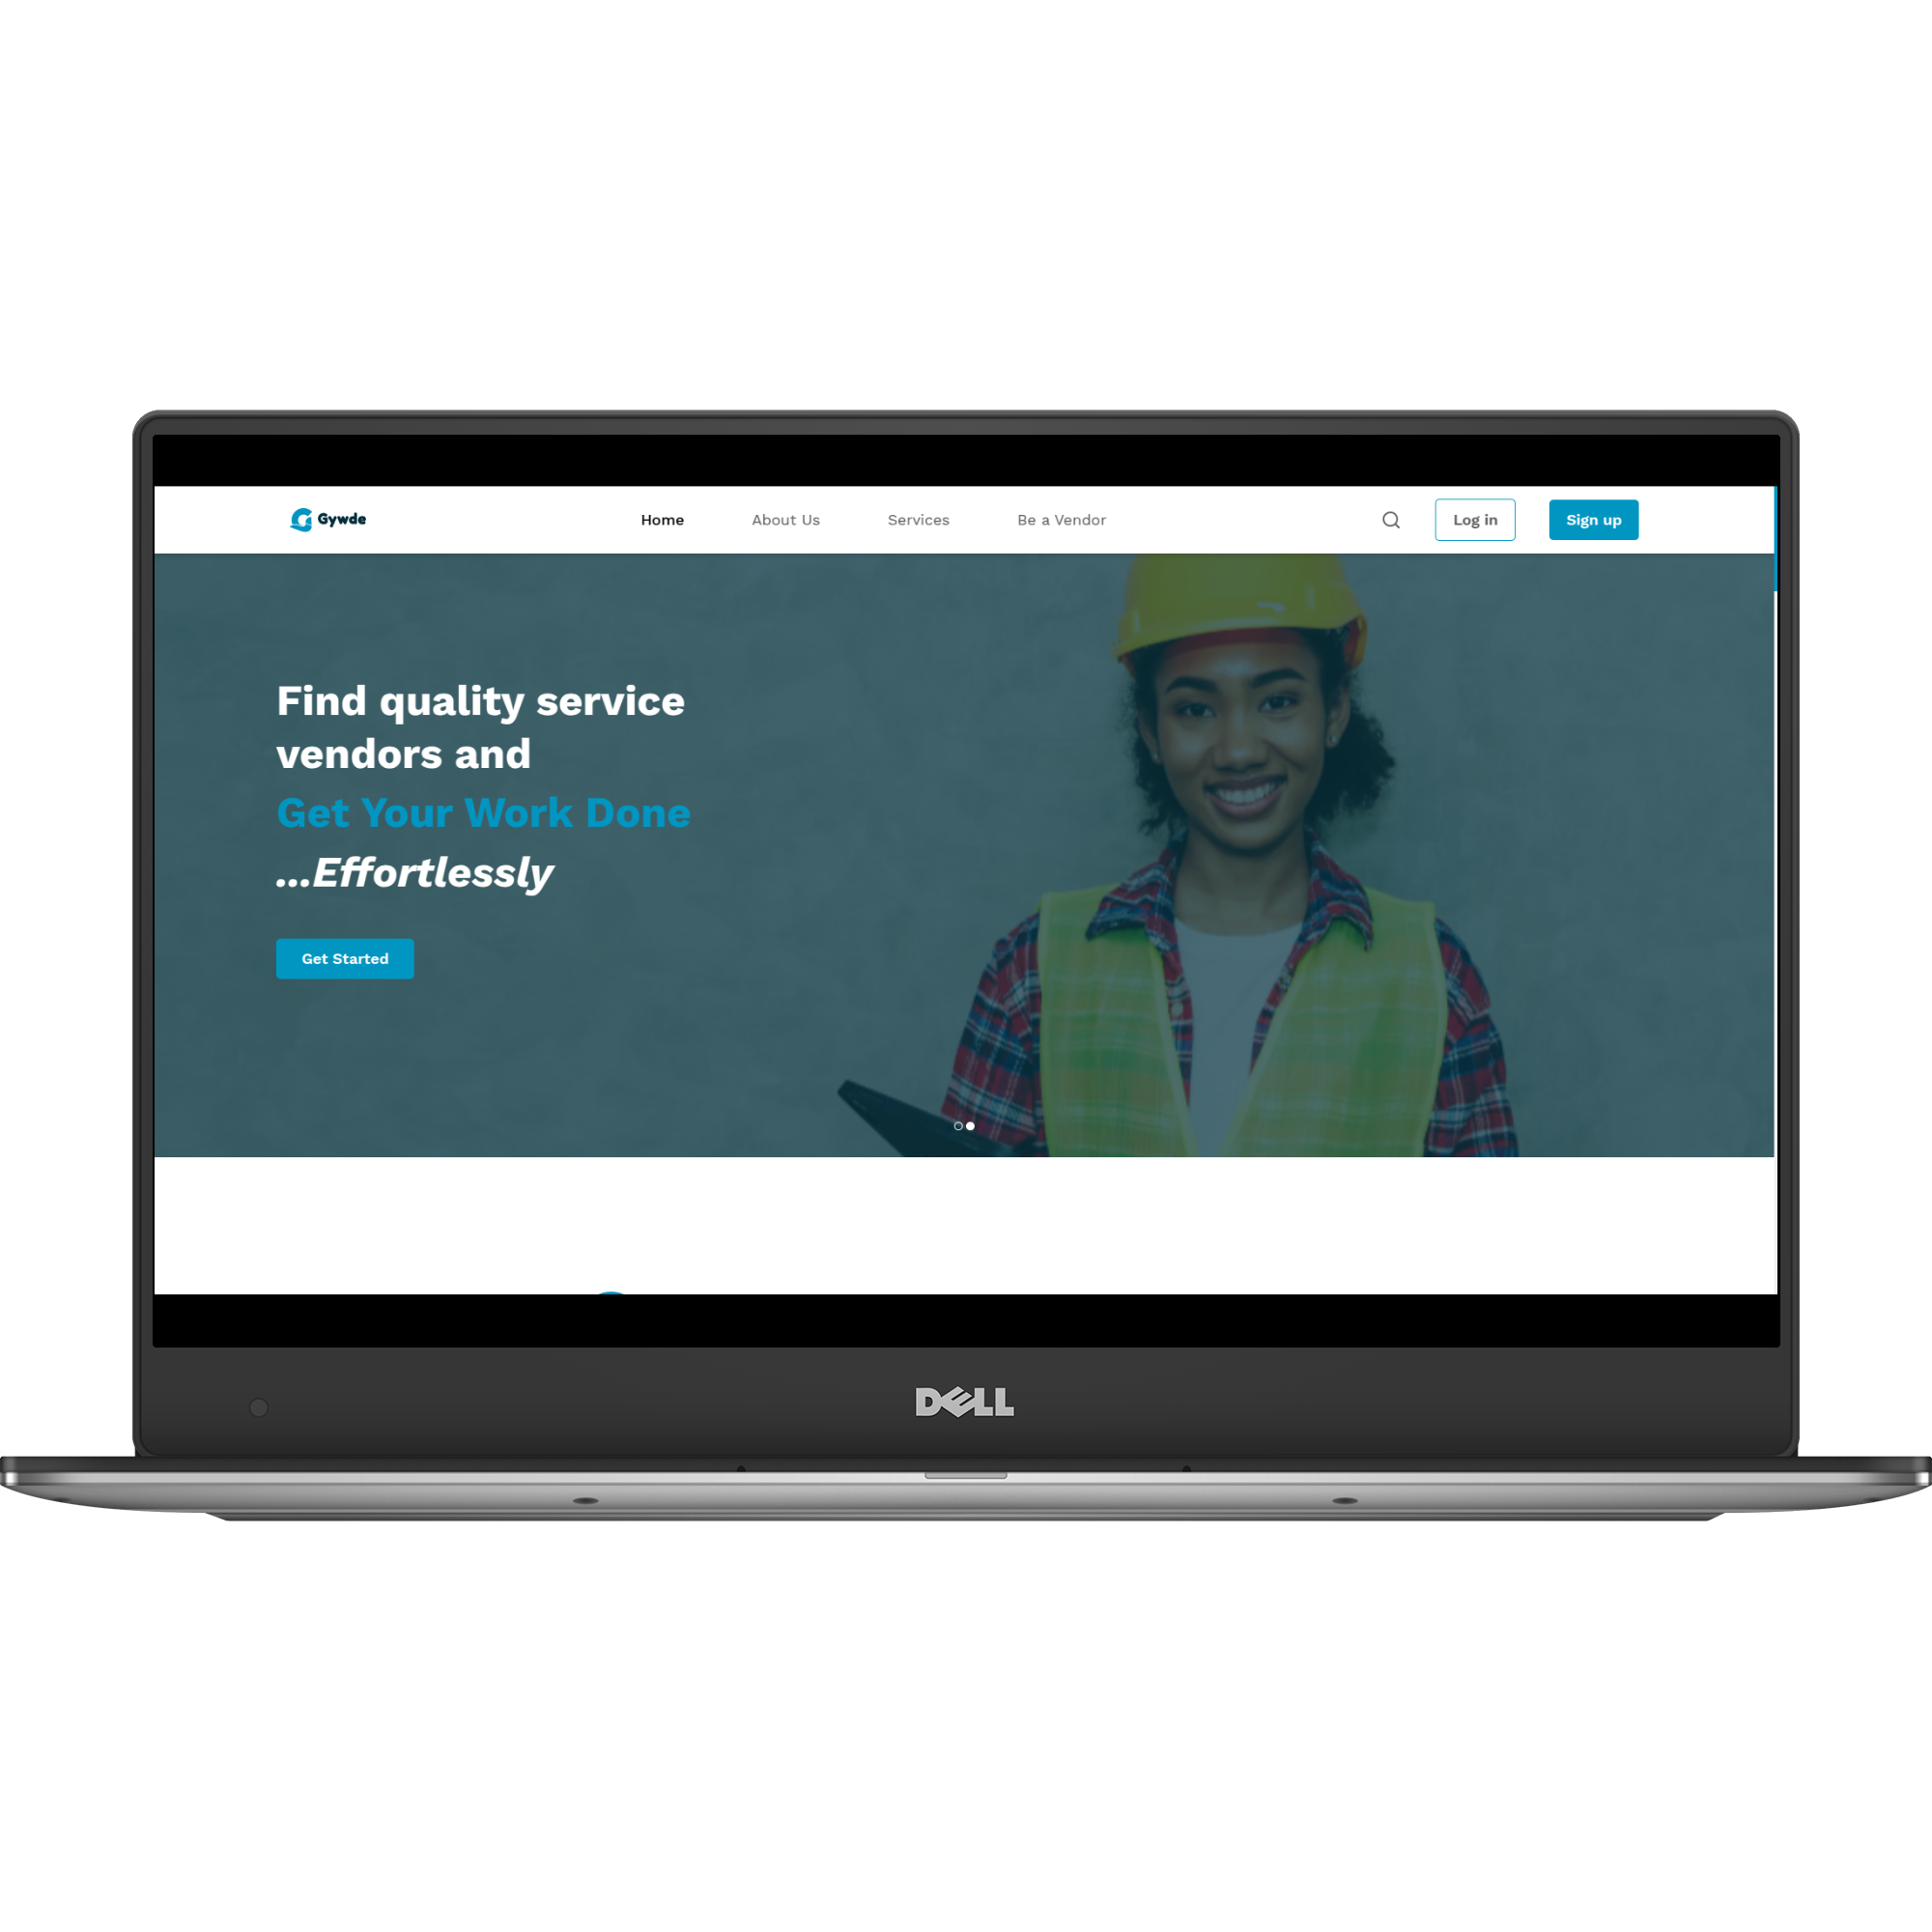 Gywde
Home
About Us
Services
Be a Vendor
Log in
Sign up
Find quality service
vendors and
Get Your Work Done
...Effortlessly
Get Started
DELL